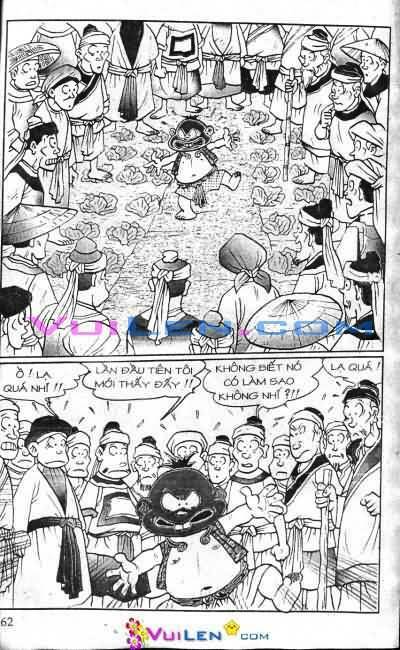 VUILEN.COM
Ồ! LẠ
QUÁ NHỈ!!
LẦN ĐẦU TIÊN TÔI
MỚI THẤY ĐẤY!!
KHÔNG BIẾT NÓ
CÓ LÀM SAO
KHÔNG NHỈ?!!
LẠ QUÁ!
62
VUILEN.COM